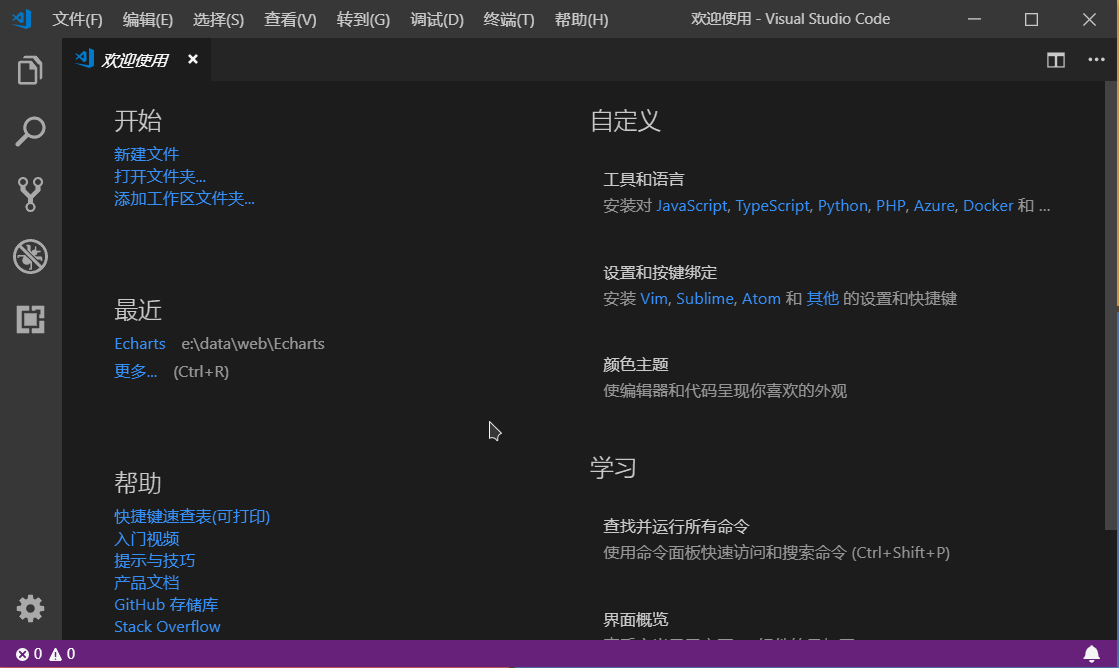 文件(F) 编辑(E) 选择(S) 查看(V) 转到(G) 调试(D) 终端(T) 帮助(H) 欢迎使用 - Visual Studio Code
欢迎使用
开始
新建文件
打开文件夹...
添加工作区文件夹...
最近
Echarts e:\data\web\Echarts
更多... (Ctrl+R)
帮助
快捷键速查表(可打印)
入门视频
提示与技巧
产品文档
GitHub 存储库
Stack Overflow
自定义
工具和语言
安装对 JavaScript, TypeScript, Python, PHP, Azure, Docker 和 ...
设置和按键绑定
安装 Vim, Sublime, Atom 和 其他 的设置和快捷键
颜色主题
使编辑器和代码呈现你喜欢的外观
学习
查找并运行所有命令
使用命令面板快速访问和搜索命令 (Ctrl+Shift+P)
界面概览
0 0